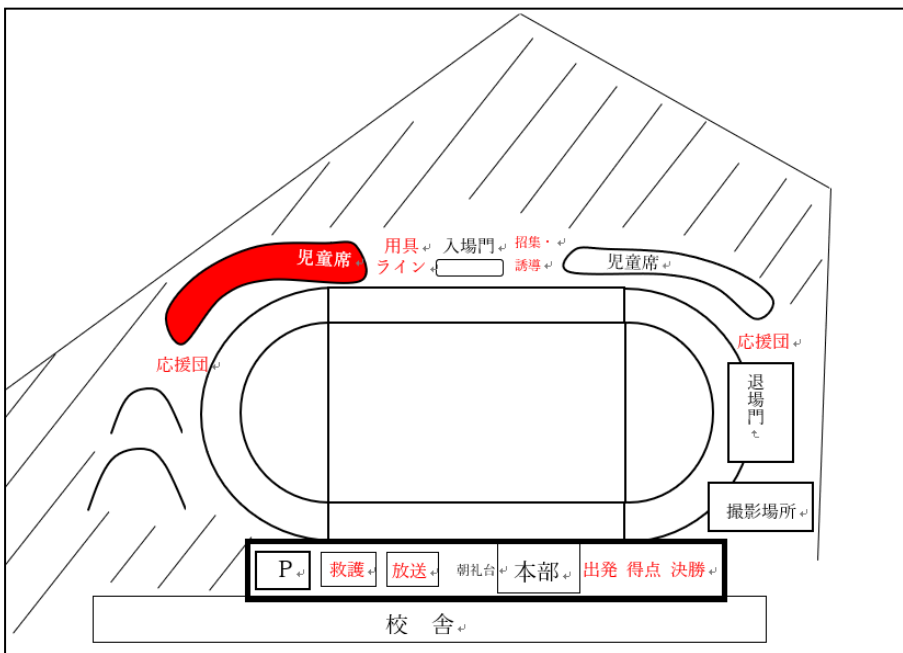 児童席
用具
ライン
入場門
招集・
誘導
児童席
応援団
応援団
退場門
撮影場所
P
救護
放送
朝礼台
本部
出発 得点 決勝
校 舎